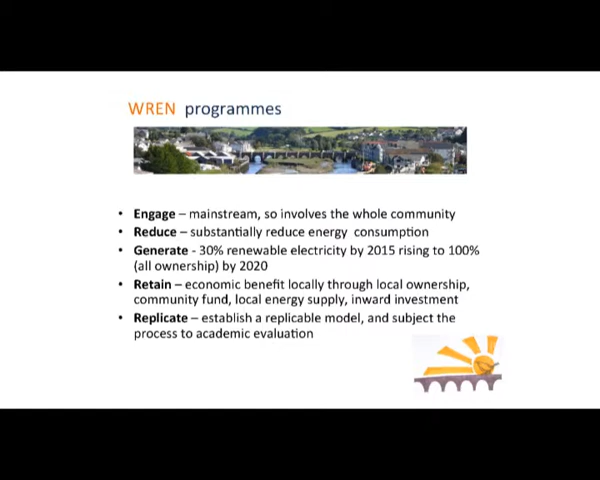 WREN programmes
• Engage – mainstream, so involves the whole community
• Reduce – substantially reduce energy consumption
• Generate - 30% renewable electricity by 2015 rising to 100%
(all ownership) by 2020
• Retain – economic benefit locally through local ownership,
community fund, local energy supply, inward investment
• Replicate – establish a replicable model, and subject the
process to academic evaluation